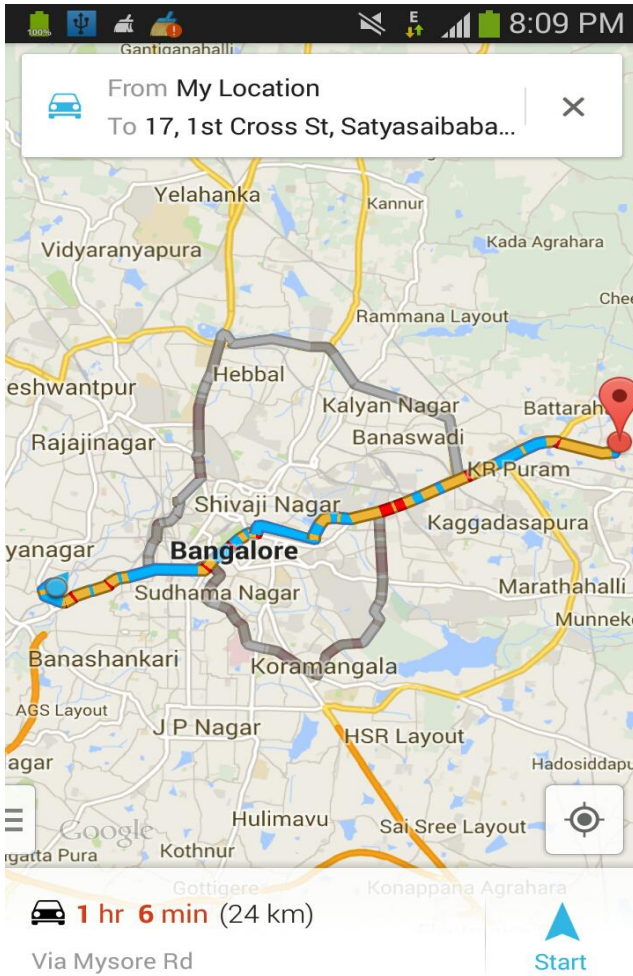 100%
E
8:09 PM
Gantiganahalli
From My Location
To 17, 1st Cross St, Satyasaibaba...
Yelahanka
Kannur
Vidyaranyapura
Kada Agrahara
Chee
Rammana Layout
Hebbal
eshwantpur
Kalyan Nagar
Battarah
Rajajinagar
Banaswadi
KR Puram
Shivaji Nagar
Kaggadasapura
yanagar
Bangalore
Marathahalli
Sudhama Nagar
Munneko
Banashankari
Koramangala
AGS Layout
J P Nagar
HSR Layout
agar
Hadosiddapu
Hulimavu
Google
Sai Sree Layout
Kothnur
gatta Pura
Gottigere
Konappana Agrahara
1 hr 6 min (24 km)
Via Mysore Rd
Start